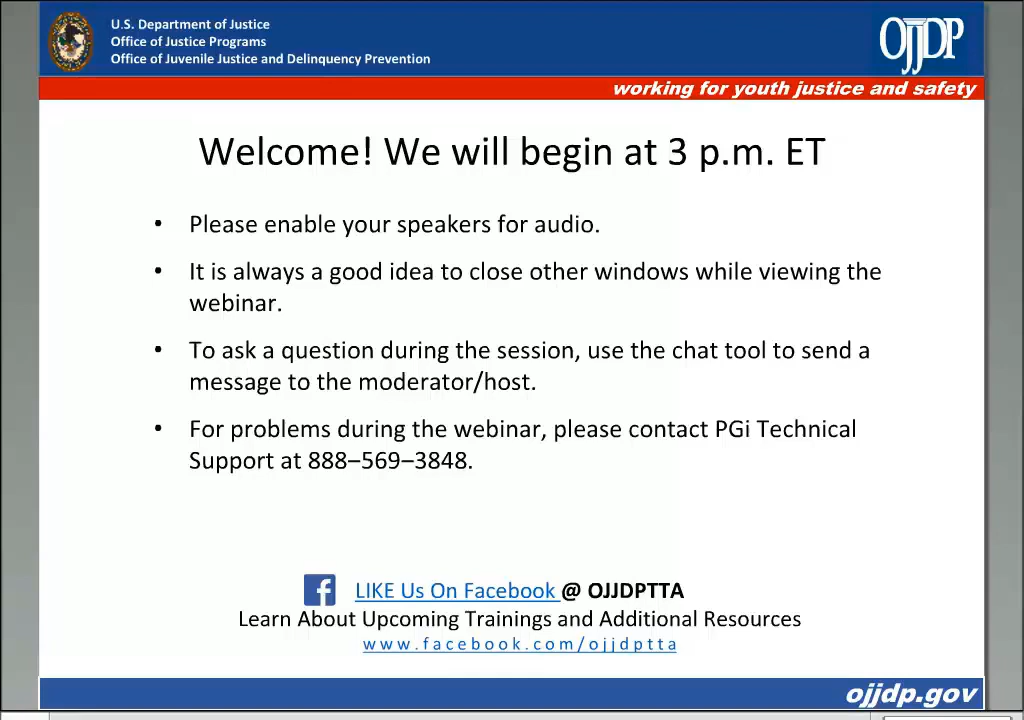 U.S. Department of Justice
Office of Justice Programs
Office of Juvenile Justice and Delinquency Prevention
OJJDP
working for youth justice and safety
Welcome! We will begin at 3 p.m. ET
• Please enable your speakers for audio.
• It is always a good idea to close other windows while viewing the
webinar.
• To ask a question during the session, use the chat tool to send a
message to the moderator/host.
• For problems during the webinar, please contact PGi Technical
Support at 888–569–3848.
f LIKE Us On Facebook @ OJJDPTTA
Learn About Upcoming Trainings and Additional Resources
www.facebook.com/ojjdptta
ojjdp.gov